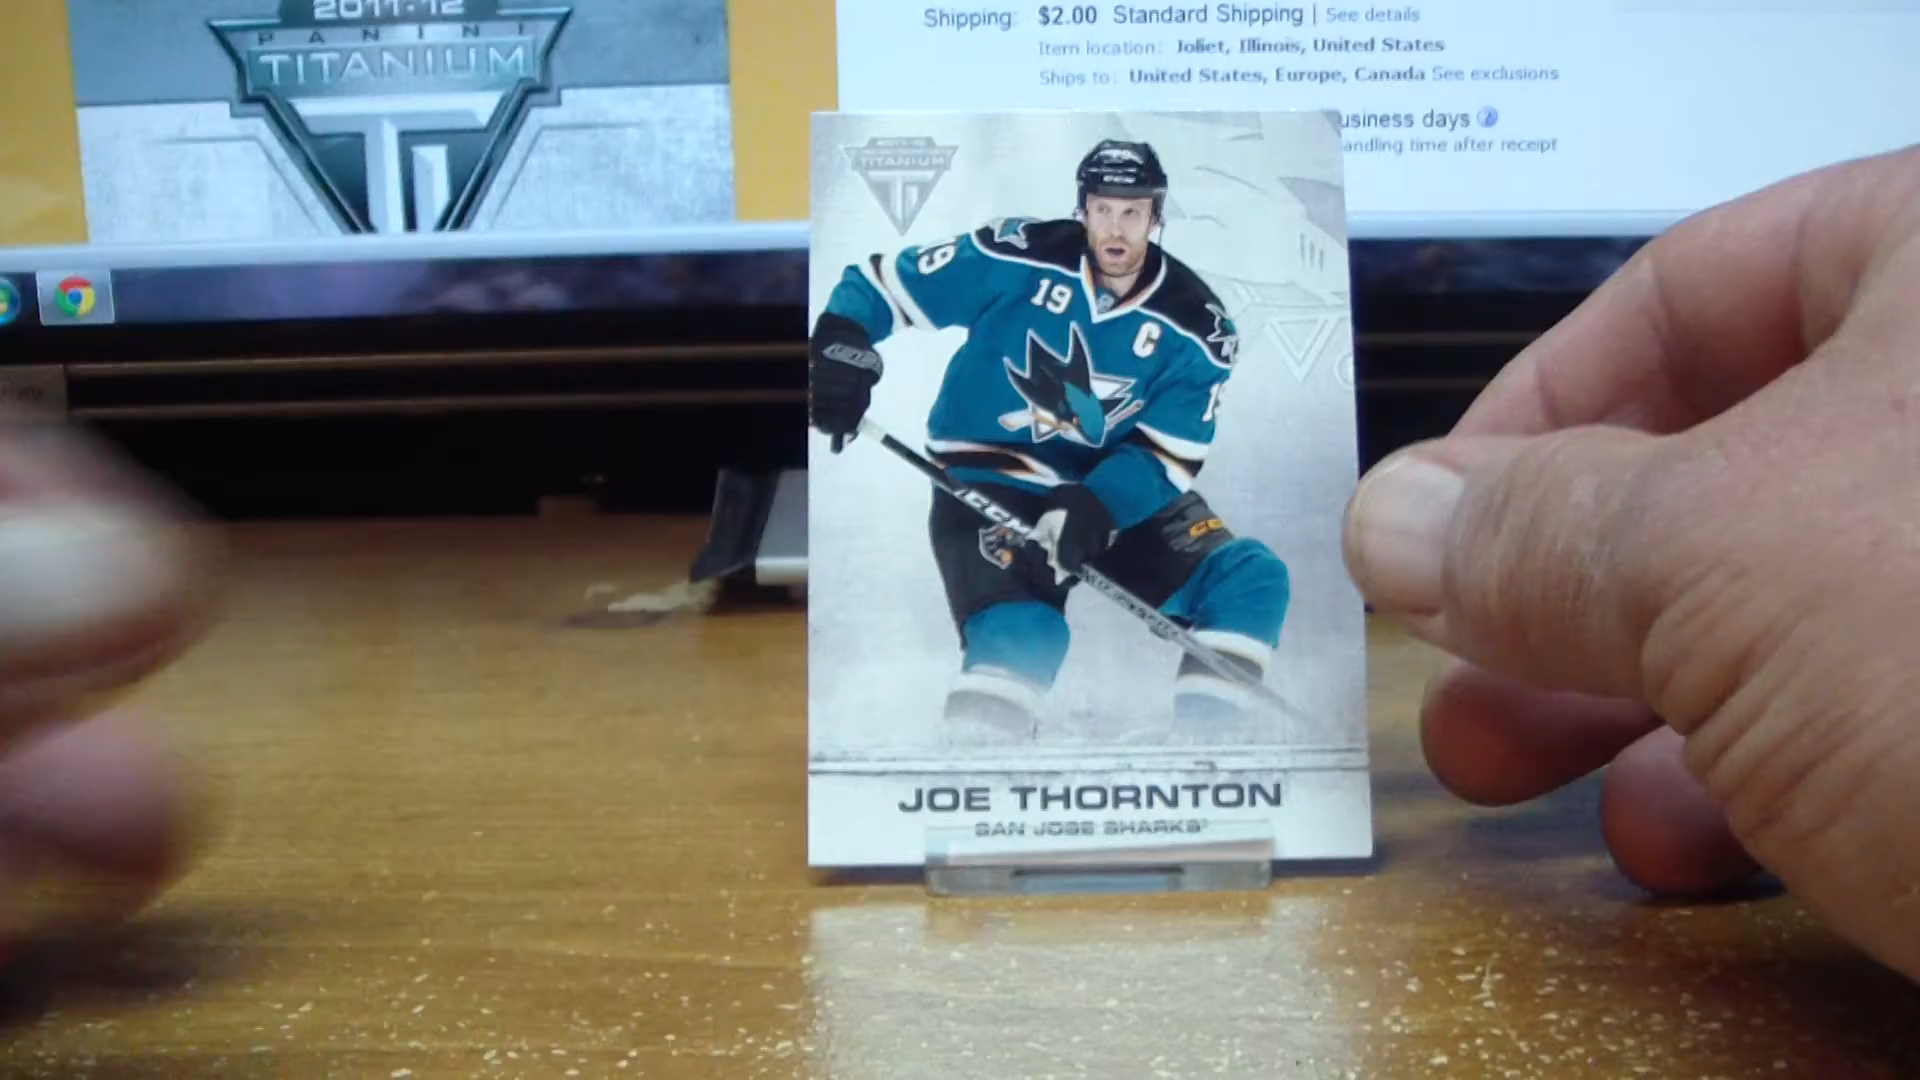 2011-12
PANINI
TITANIUM
Shipping: $2.00 Standard Shipping | See details
Item location: Joliet, Illinois, United States
Ships to: United States, Europe, Canada See exclusions
usiness days
andling time after receipt
TITANIUM
19
19
C
CCM
JOE THORNTON
SAN JOSE SHARKS